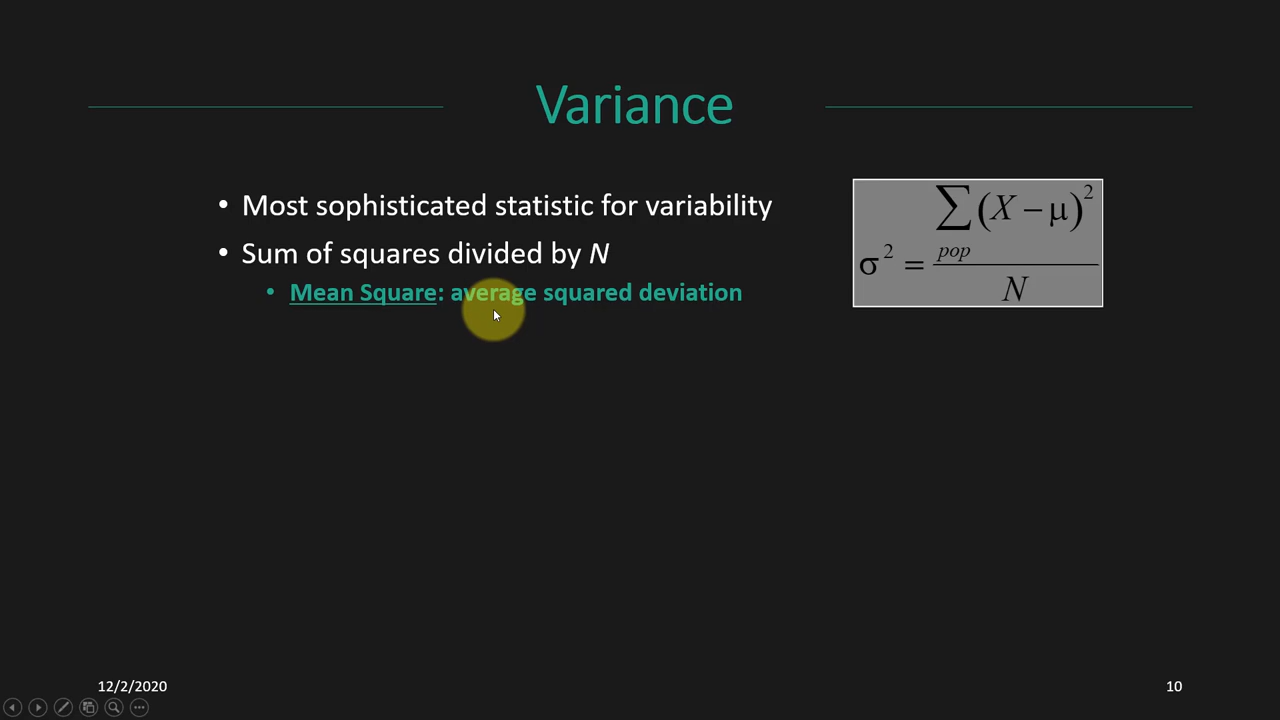 Variance
• Most sophisticated statistic for variability
• Sum of squares divided by N
• Mean Square: average squared deviation
σ² = ∑pop (X − μ)² / N
12/2/2020
10